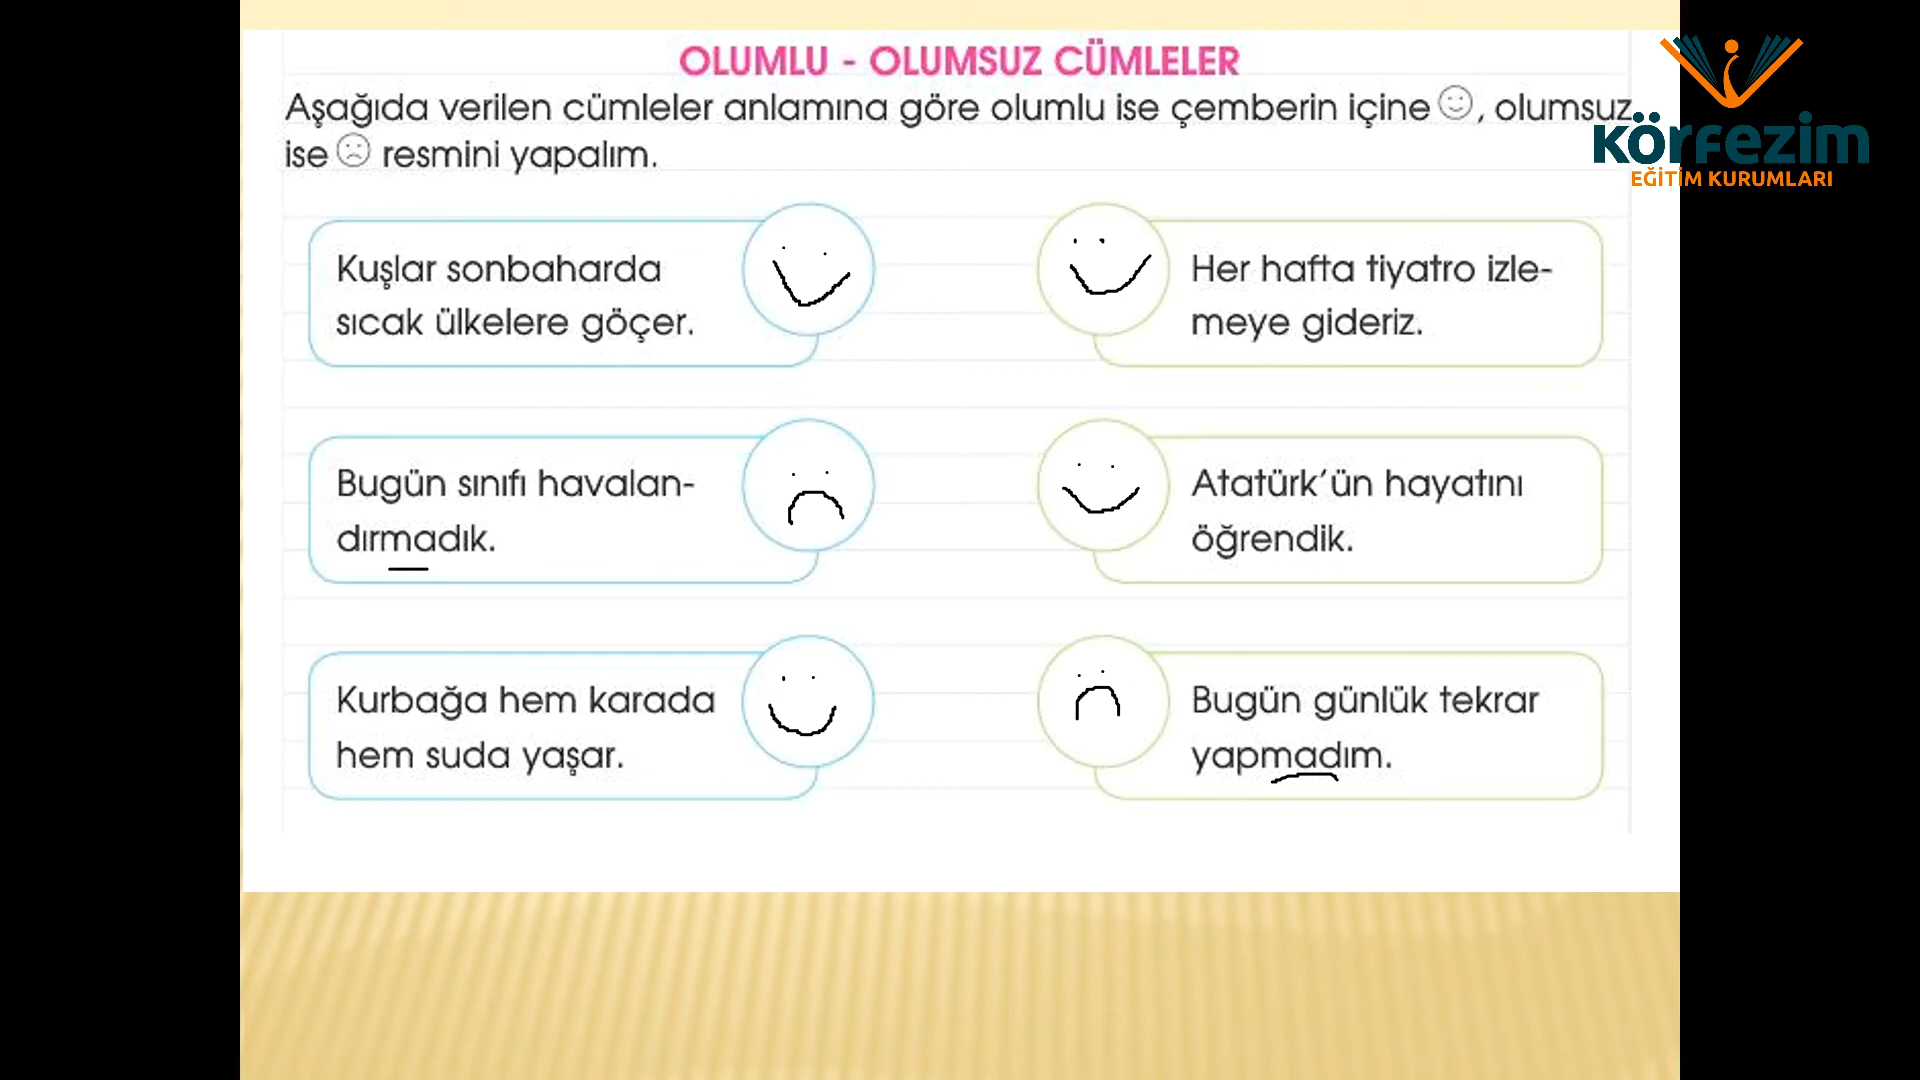 OLUMLU - OLUMSUZ CÜMLELER
Aşağıda verilen cümleler anlamına göre olumlu ise çemberin içine , olumsuz
ise resmini yapalım.
Kuşlar sonbaharda
sıcak ülkelere göçer.
Her hafta tiyatro izle-
meye gideriz.
Bugün sınıfı havalan-
dırmadık.
Atatürk'ün hayatını
öğrendik.
Kurbağa hem karada
hem suda yaşar.
Bugün günlük tekrar
yapmadım.
körfezim
EĞİTİM KURUMLARI